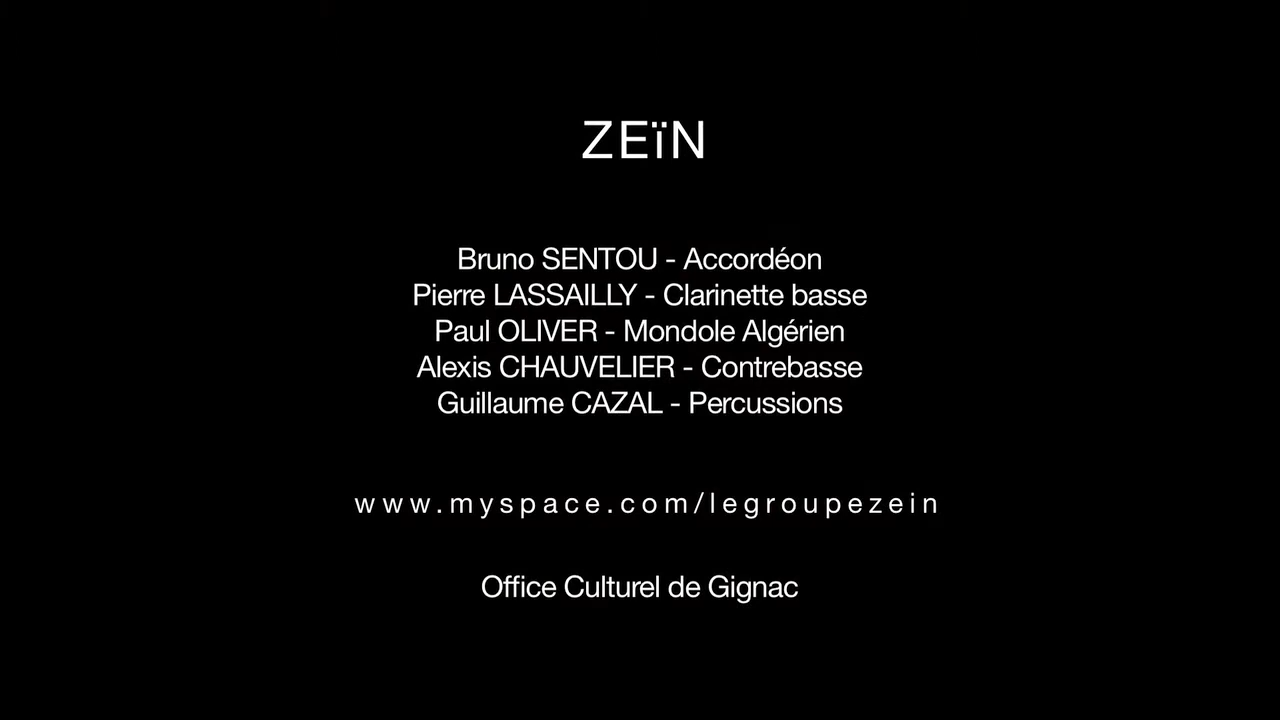 ZEïN
Bruno SENTOU - Accordéon
Pierre LASSAILLY - Clarinette basse
Paul OLIVER - Mondole Algérien
Alexis CHAUVELIER - Contrebasse
Guillaume CAZAL - Percussions
www.myspace.com/legroupezein
Office Culturel de Gignac